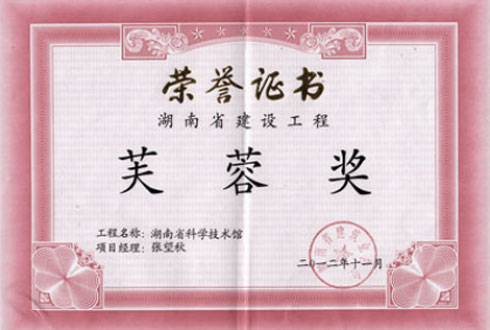 荣誉证书
湖南省建设工程
芙蓉奖
工程名称：湖南省科学技术馆
项目经理：张望秋
二〇一二年十一月